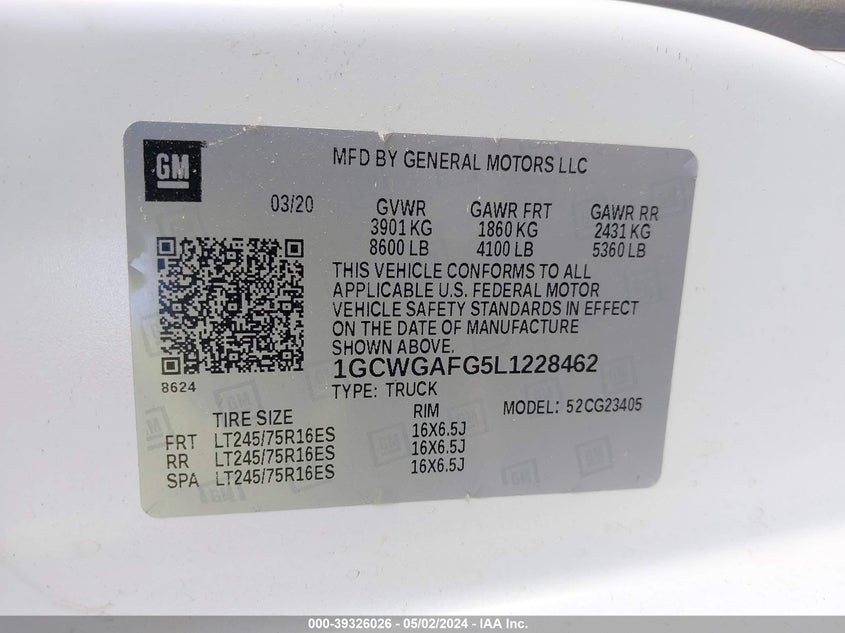 GM
MFD BY GENERAL MOTORS LLC
03/20
GVWR GAWR FRT GAWR RR
3901 KG 1860 KG 2431 KG
8600 LB 4100 LB 5360 LB
THIS VEHICLE CONFORMS TO ALL
APPLICABLE U.S. FEDERAL MOTOR
VEHICLE SAFETY STANDARDS IN EFFECT
ON THE DATE OF MANUFACTURE
SHOWN ABOVE.
8624
1GCWGAFG5L1228462
TYPE: TRUCK
MODEL: 52CG23405
TIRE SIZE RIM
FRT LT245/75R16ES 16X6.5J
RR LT245/75R16ES 16X6.5J
SPA LT245/75R16ES 16X6.5J
000-39326026 - 05/02/2024 - IAA Inc.